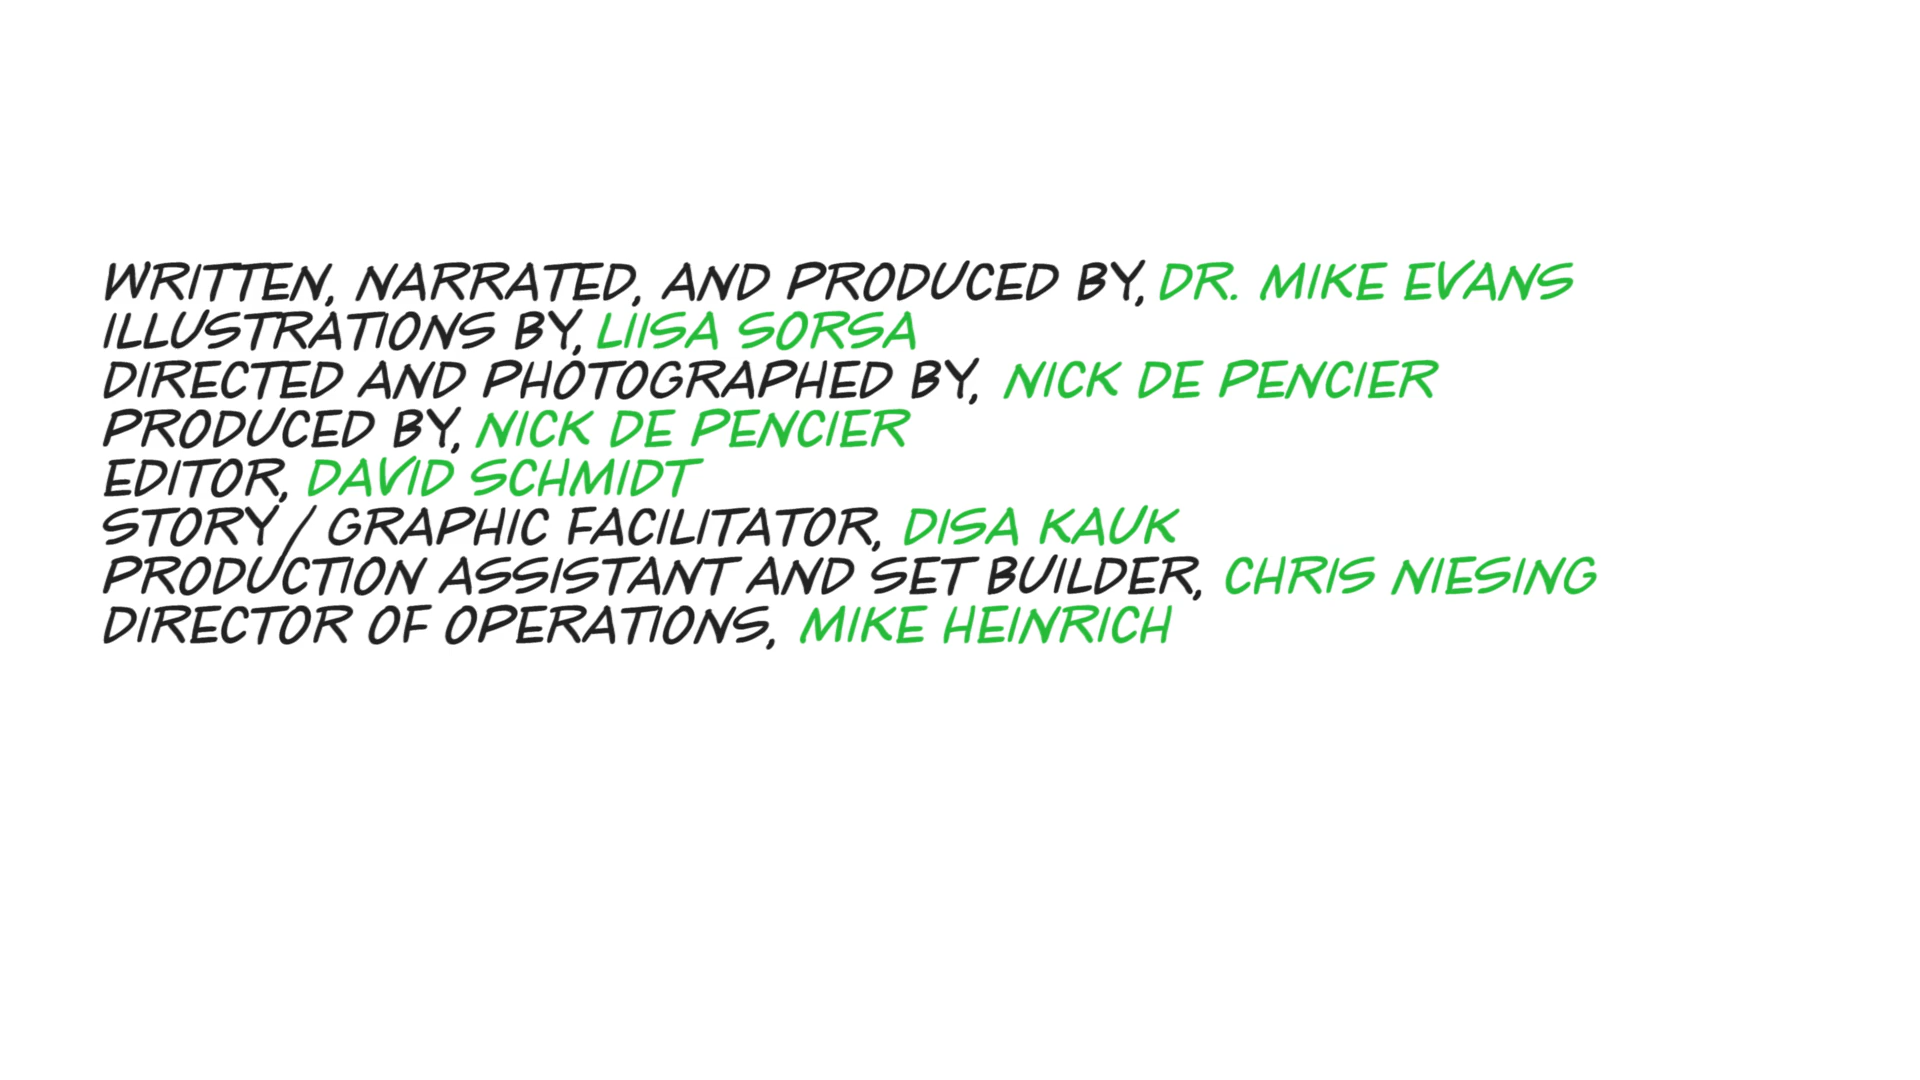 WRITTEN, NARRATED, AND PRODUCED BY, DR. MIKE EVANS
ILLUSTRATIONS BY, LIISA SORSA
DIRECTED AND PHOTOGRAPHED BY, NICK DE PENCIER
PRODUCED BY, NICK DE PENCIER
EDITOR, DAVID SCHMIDT
STORY / GRAPHIC FACILITATOR, DISA KAUK
PRODUCTION ASSISTANT AND SET BUILDER, CHRIS NIESING
DIRECTOR OF OPERATIONS, MIKE HEINRICH